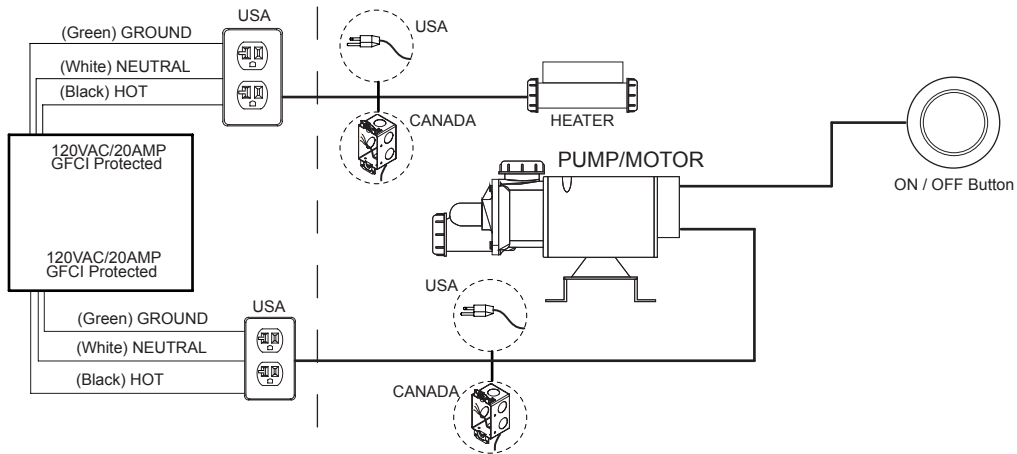 USA
(Green) GROUND
(White) NEUTRAL
(Black) HOT
120VAC/20AMP
GFCI Protected
USA
CANADA
HEATER
PUMP/MOTOR
ON / OFF Button
120VAC/20AMP
GFCI Protected
USA
(Green) GROUND
(White) NEUTRAL
(Black) HOT
USA
CANADA